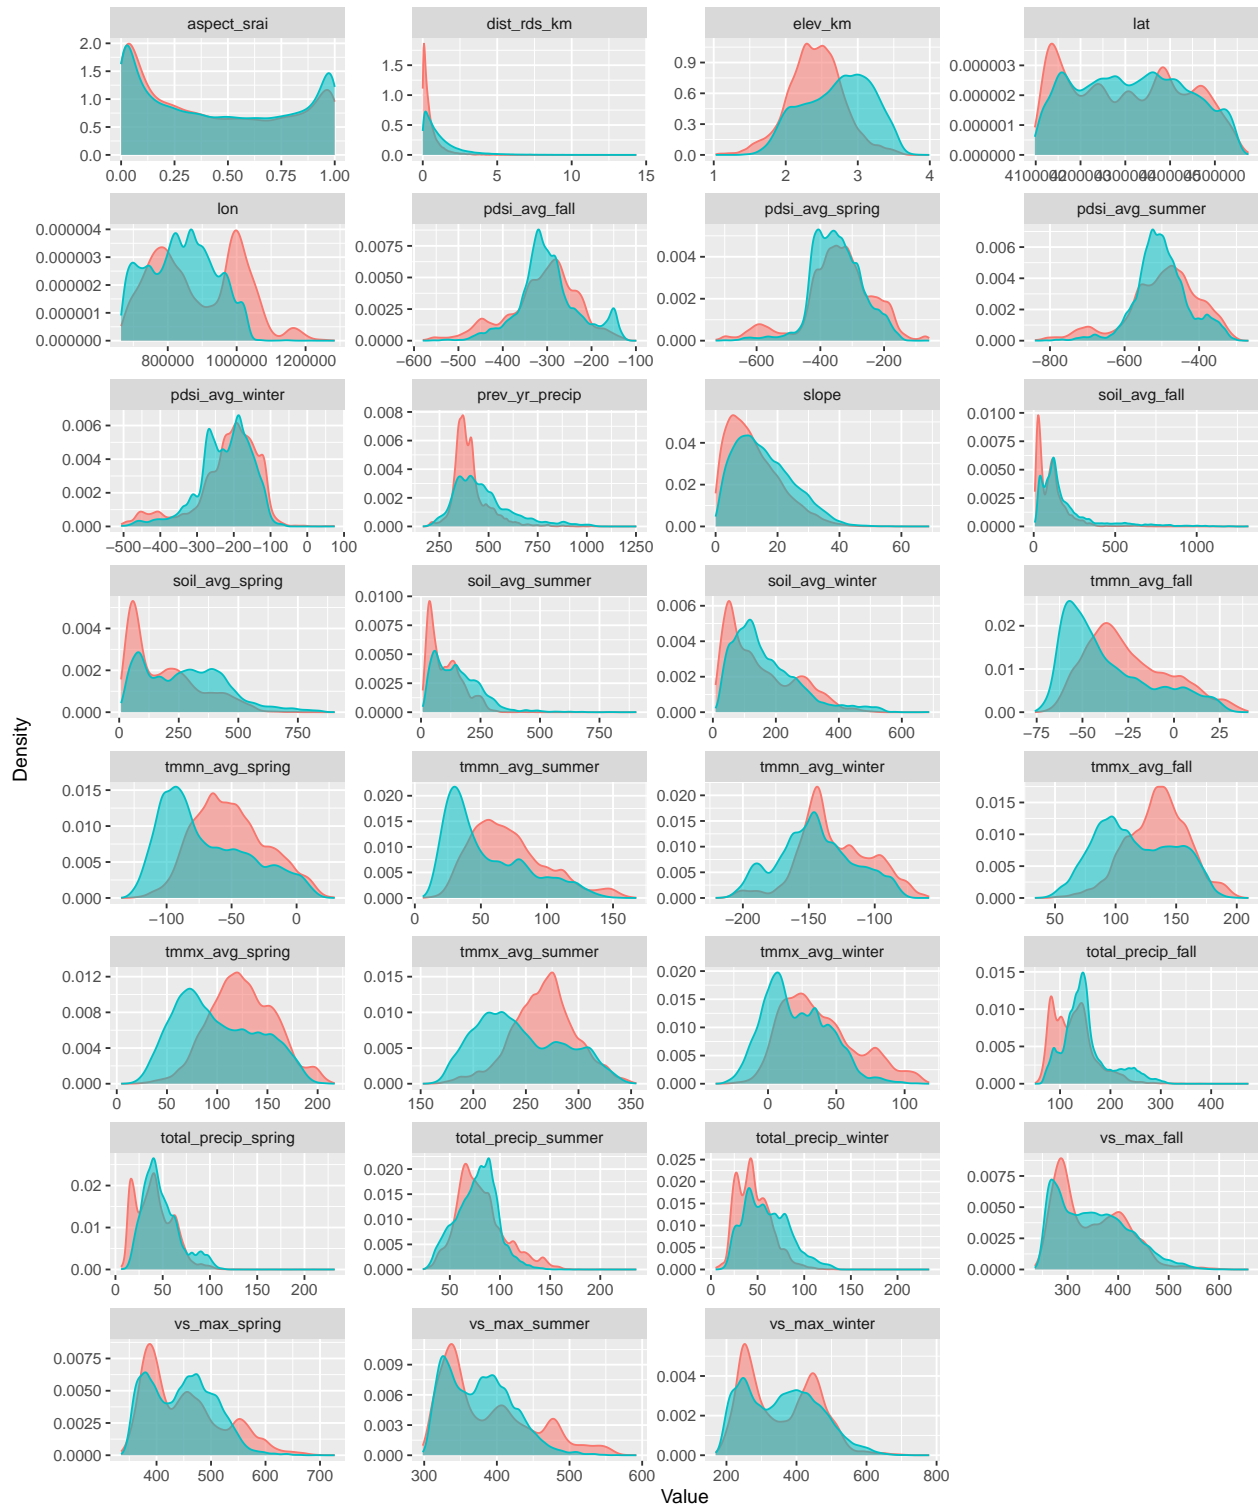 aspect_srai dist_rds_km elev_km lat
2.0 1.5 1.0 0.5 0.0
1.5 1.0 0.5 0.0
0.9 0.6 0.3 0.0
0.000003 0.000002 0.000001 0.000000
0.00 0.25 0.50 0.75 1.00 0 5 10 15 1 2 3 4 4100000 4200000 4300000 4400000 4500000
lon pdsi_avg_fall pdsi_avg_spring pdsi_avg_summer
0.000004 0.000003 0.000002 0.000001 0.000000
0.0075 0.0050 0.0025 0.0000
0.004 0.002 0.000
0.006 0.004 0.002 0.000
800000 1000000 1200000 −600 −500 −400 −300 −200 −100 −600 −400 −200 −800 −600 −400
pdsi_avg_winter prev_yr_precip slope soil_avg_fall
0.006 0.004 0.002 0.000
0.008 0.006 0.004 0.002 0.000
0.04 0.02 0.00
0.0100 0.0075 0.0050 0.0025 0.0000
−500 −400 −300 −200 −100 0 100 250 500 750 1000 1250 0 20 40 60 0 500 1000
soil_avg_spring soil_avg_summer soil_avg_winter tmmn_avg_fall
0.004 0.002 0.000
0.0100 0.0075 0.0050 0.0025 0.0000
0.006 0.004 0.002 0.000
0.02 0.01 0.00
0 250 500 750 0 250 500 750 0 200 400 600 −75 −50 −25 0 25
Density
tmmn_avg_spring tmmn_avg_summer tmmn_avg_winter tmmx_avg_fall
0.015 0.010 0.005 0.000
0.020 0.015 0.010 0.005 0.000
0.020 0.015 0.010 0.005 0.000
0.015 0.010 0.005 0.000
−100 −50 0 0 50 100 150 −200 −150 −100 50 100 150 200
tmmx_avg_spring tmmx_avg_summer tmmx_avg_winter total_precip_fall
0.012 0.008 0.004 0.000
0.015 0.010 0.005 0.000
0.020 0.015 0.010 0.005 0.000
0.015 0.010 0.005 0.000
0 50 100 150 200 150 200 250 300 350 0 50 100 100 200 300 400
total_precip_spring total_precip_summer total_precip_winter vs_max_fall
0.02 0.01 0.00
0.020 0.015 0.010 0.005 0.000
0.025 0.020 0.015 0.010 0.005 0.000
0.0075 0.0050 0.0025 0.0000
0 50 100 150 200 50 100 150 200 0 50 100 150 200 300 400 500 600
vs_max_spring vs_max_summer vs_max_winter
0.0075 0.0050 0.0025 0.0000
0.009 0.006 0.003 0.000
0.004 0.002 0.000
400 500 600 700 300 400 500 600 200 400 600 800
Value